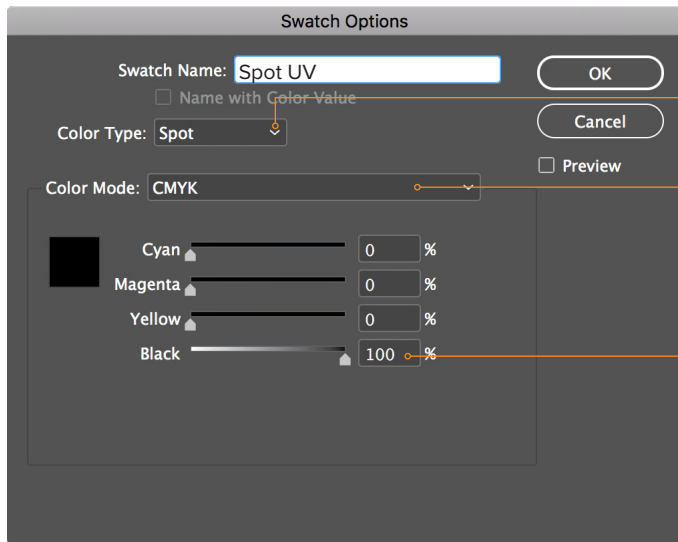 Swatch Options
Swatch Name: Spot UV
OK
Name with Color Value
Color Type: Spot
Cancel
Preview
Color Mode: CMYK
Cyan 0 %
Magenta 0 %
Yellow 0 %
Black 100 %